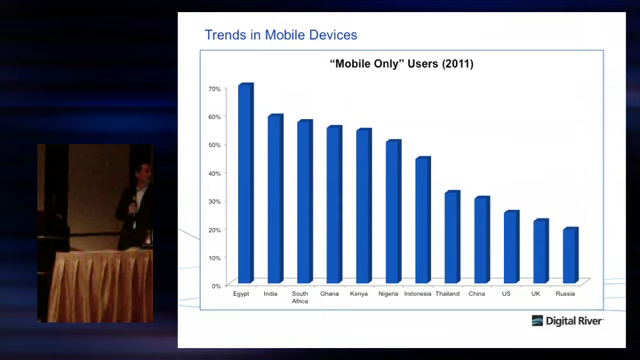 Trends in Mobile Devices
“Mobile Only” Users (2011)
70%
60%
50%
40%
30%
20%
10%
0%
Egypt India South Africa Ghana Kenya Nigeria Indonesia Thailand China US UK Russia
Digital River